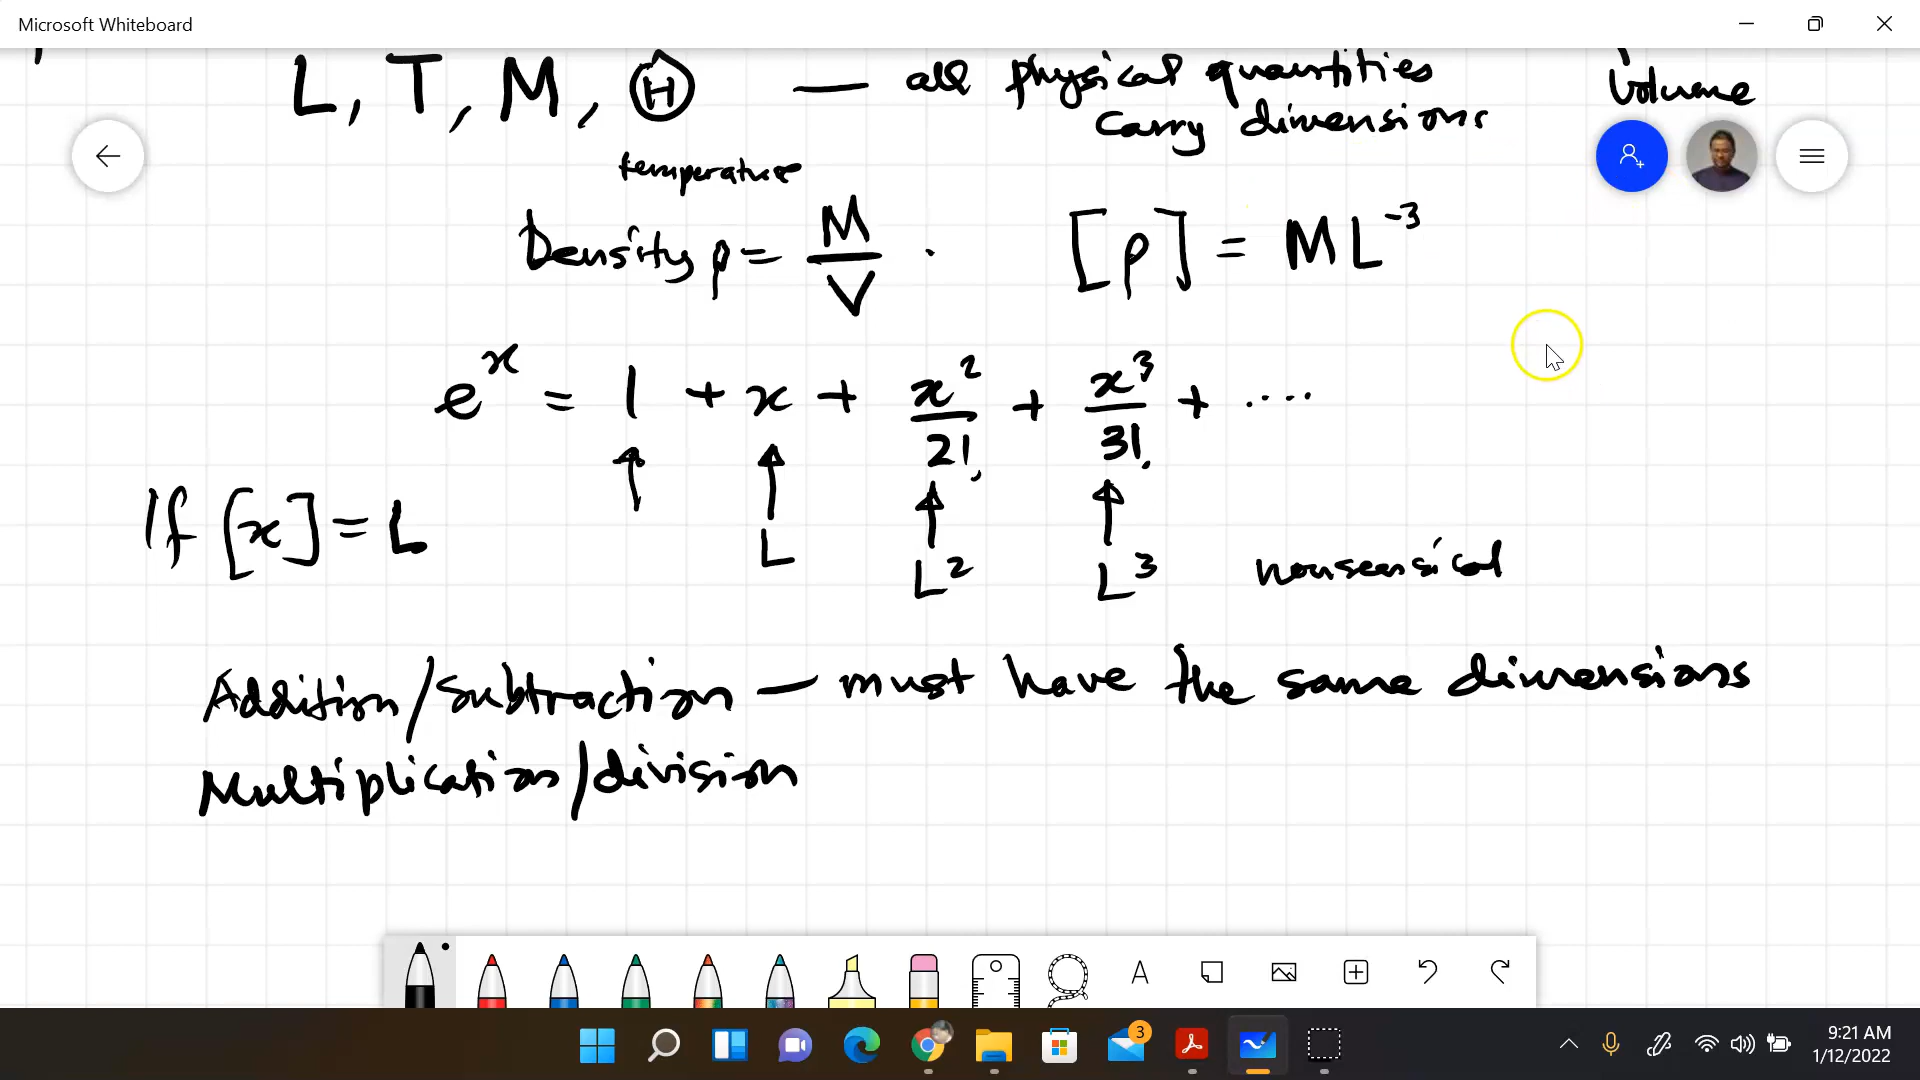 Microsoft Whiteboard
L, T, M, Ⓗ — all physical quantities
carry dimensions
Volume
temperature
Density ρ = M/V . [ρ] = ML⁻³
eˣ = 1 + x + x²/2! + x³/3! + ....
If [x] = L
L L² L³ nonsensical
Addition/subtraction — must have the same dimensions
Multiplication/division
A
3
9:21 AM
1/12/2022